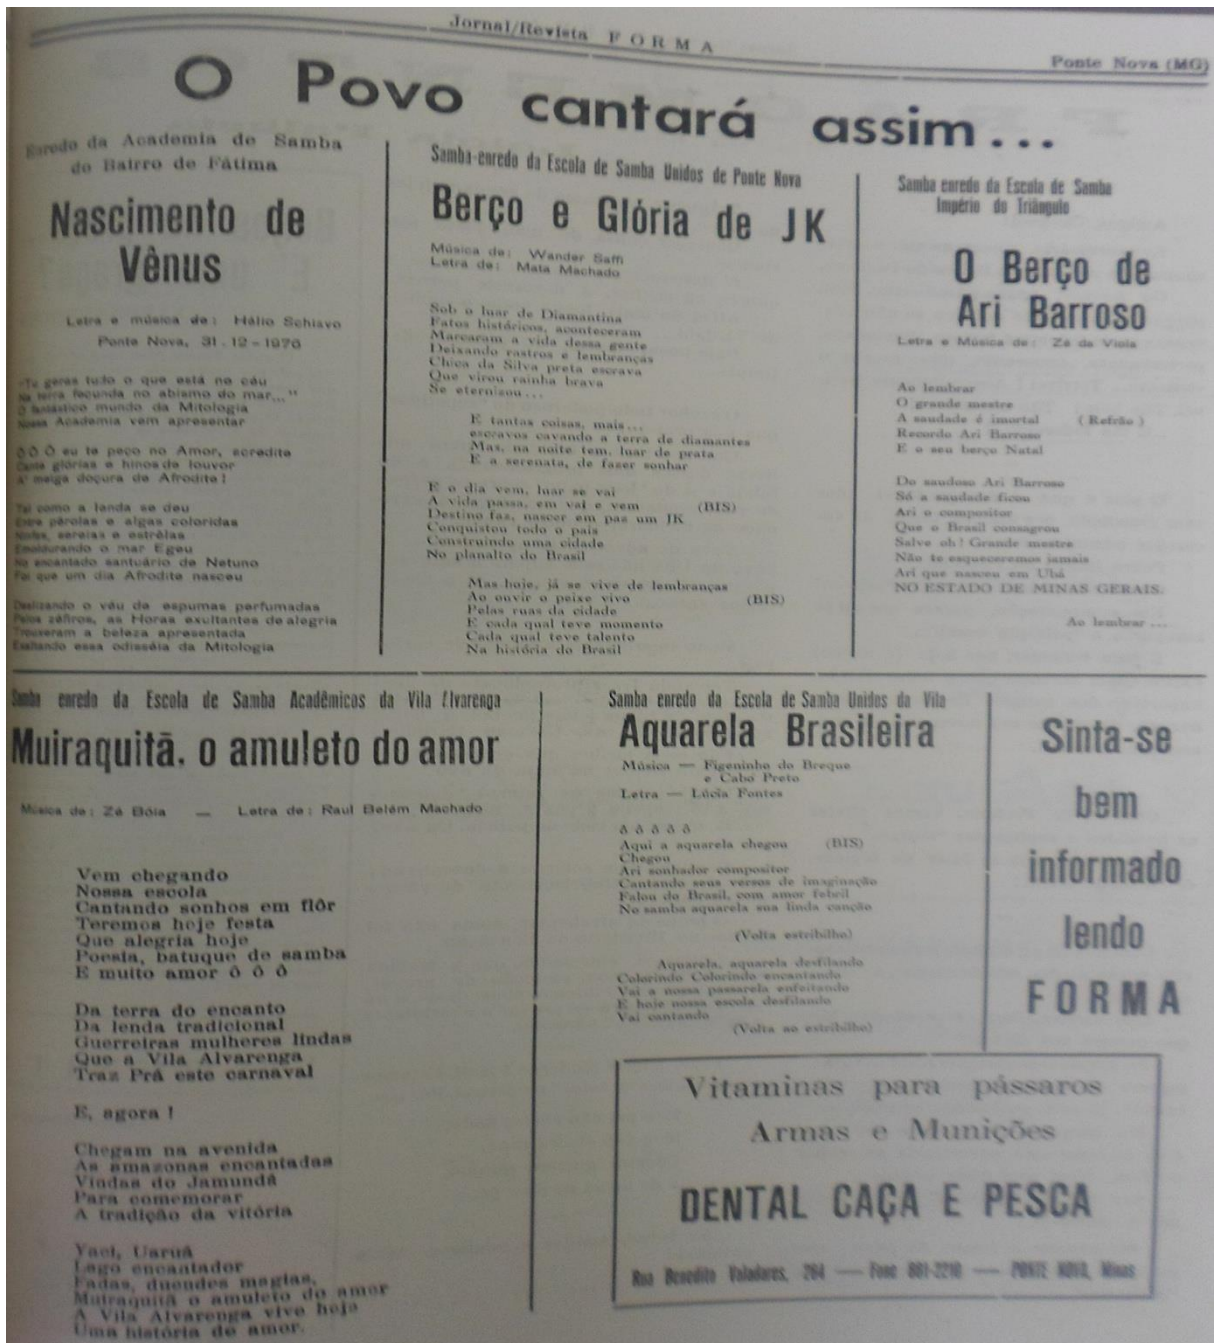 Jornal/Revista FORMA
Ponte Nova (MG)
O Povo cantará assim...
Enredo da Academia de Samba
do Bairro de Fátima
Nascimento de
Vênus
Letra e música de: Hélio Schiavo
Ponte Nova, 31-12-1976
«Tu geras tudo o que está no céu
Na terra fecunda no abismo do mar..."
O fantástico mundo da Mitologia
Nossa Academia vem apresentar
Ô Ô Ô eu te peço no Amor, acredite
Cante glórias e hinos de louvor
A' meiga doçura de Afrodite!
Tal como a lenda se deu
Entre pérolas e algas coloridas
Ninfas, sereias e estrêlas
Emoldurando o mar Egeu
No encantado santuário de Netuno
Foi que um dia Afrodite nasceu
Deslizando o véu de espumas perfumadas
Pelos zéfiros, as Horas exultantes de alegria
Trouxeram a beleza apresentada
Exaltando essa odisséia da Mitologia
Samba-enredo da Escola de Samba Unidos de Ponte Nova
Berço e Glória de JK
Música de: Wander Saffi
Letra de: Mata Machado
Sob o luar de Diamantina
Fatos históricos, aconteceram
Marcaram a vida dessa gente
Deixando rastros e lembranças
Chica da Silva preta escrava
Que virou rainha brava
Se eternisou...
E tantas coisas, mais...
escravos cavando a terra de diamantes
Mas, na noite tem, luar de prata
E a serenata, de faser sonhar
E o dia vem, luar se vai
A vida passa, em vai e vem (BIS)
Destino faz, nascer em paz um JK
Conquistou todo o país
Construindo uma cidade
No planalto do Brasil
Mas hoje, já se vive de lembranças
Ao ouvir o peixe vivo (BIS)
Pelas ruas da cidade
E cada qual teve momento
Cada qual teve talento
Na história do Brasil
Samba enredo da Escola de Samba
Império do Triângulo
O Berço de
Ari Barroso
Letra e Música de: Zé da Viola
Ao lembrar
O grande mestre
A saudade é imortal (Refrão)
Recordo Ari Barroso
E o seu berço Natal
Do saudoso Ari Barroso
Só a saudade ficou
Ari o compositor
Que o Brasil consagrou
Salve oh! Grande mestre
Não te esqueceremos jamais
Ari que nasceu em Ubá
NO ESTADO DE MINAS GERAIS.
Ao lembrar...
Samba enredo da Escola de Samba Acadêmicos da Vila Alvarenga
Muiraquitã, o amuleto do amor
Música de: Zé Bóia — Letra de: Raul Belém Machado
Vem chegando
Nossa escola
Cantando sonhos em flôr
Teremos hoje festa
Que alegria hoje
Poesia, batuque de samba
E muito amor ô ô ô
Da terra do encanto
Da lenda tradicional
Guerreiras mulheres lindas
Que a Vila Alvarenga
Traz Prá este carnaval
E, agora!
Chegam na avenida
As amazonas encantadas
Vindas do Jamundá
Para comemorar
A tradição da vitória
Yaci, Uaruá
Lago encantador
Fadas, duendes magias,
Muiraquitã o amuleto do amor
A Vila Alvarenga vive hoje
Uma história de amor.
Samba enredo da Escola de Samba Unidos da Vila
Aquarela Brasileira
Música — Figeninho do Breque
e Cabo Preto
Letra — Lúcia Fontes
ô ô ô ô ô
Aqui a aquarela chegou (BIS)
Chegou
Ari sonhador compositor
Cantando seus versos de imaginação
Falou do Brasil, com amor febril
No samba aquarela sua linda canção
(Volta estribilho)
Aquarela, aquarela desfilando
Colorindo Colorindo encantando
Vai a nossa passarela enfeitando
E hoje nossa escola desfilando
Vai cantando
(Volta ao estribilho)
Sinta-se
bem
informado
lendo
FORMA
Vitaminas para pássaros
Armas e Munições
DENTAL CAÇA E PESCA
Rua Benedito Valadares, 264 — Fone 881-2210 — PONTE NOVA, Minas